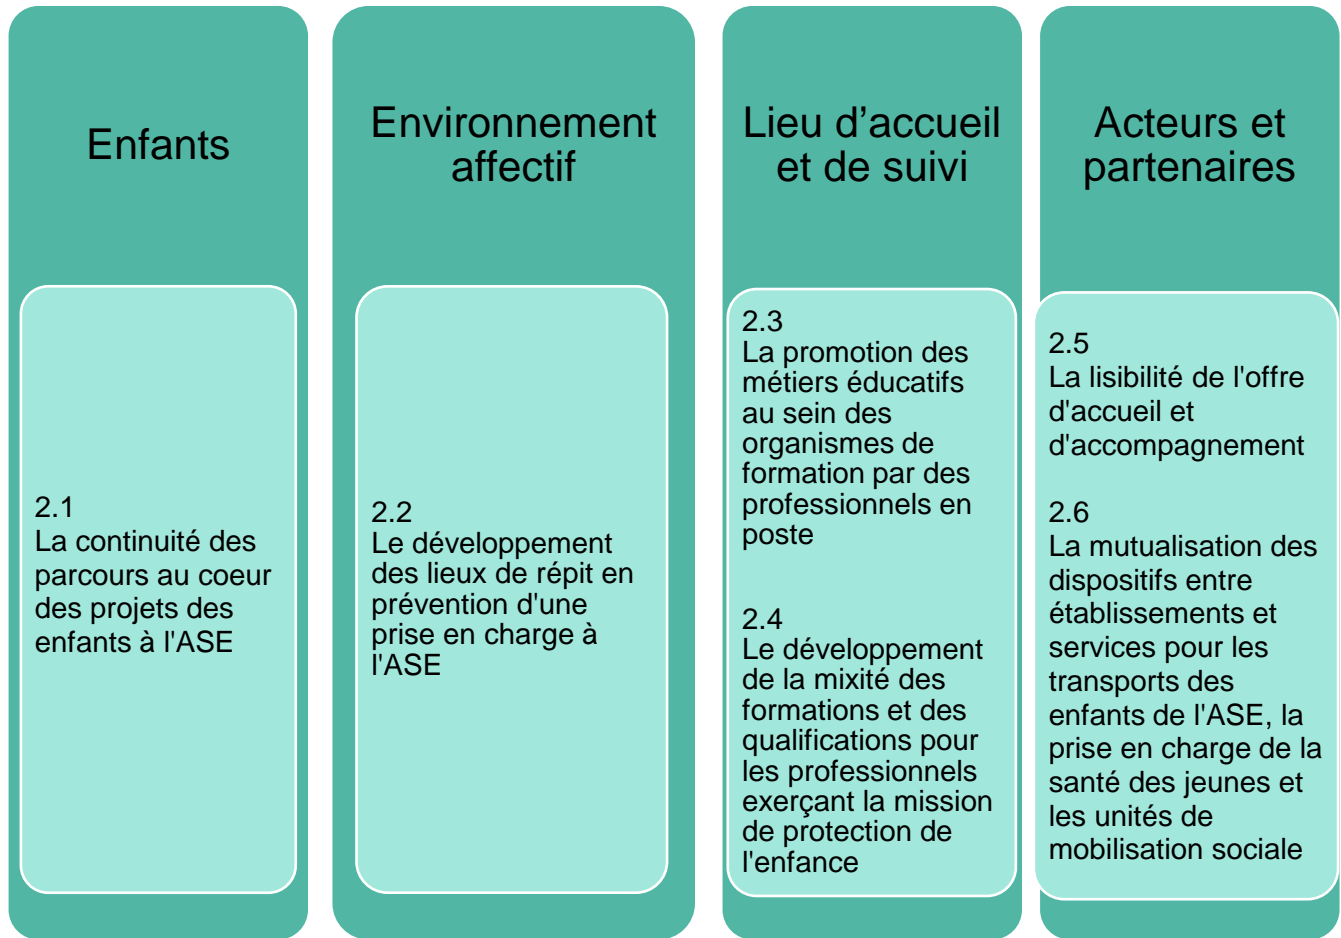 Enfants
Environnement
affectif
Lieu d’accueil
et de suivi
Acteurs et
partenaires
2.1
La continuité des
parcours au coeur
des projets des
enfants à l'ASE
2.2
Le développement
des lieux de répit en
prévention d'une
prise en charge à
l'ASE
2.3
La promotion des
métiers éducatifs
au sein des
organismes de
formation par des
professionnels en
poste
2.4
Le développement
de la mixité des
formations et des
qualifications pour
les professionnels
exerçant la mission
de protection de
l'enfance
2.5
La lisibilité de l'offre
d'accueil et
d'accompagnement
2.6
La mutualisation des
dispositifs entre
établissements et
services pour les
transports des
enfants de l'ASE, la
prise en charge de la
santé des jeunes et
les unités de
mobilisation sociale